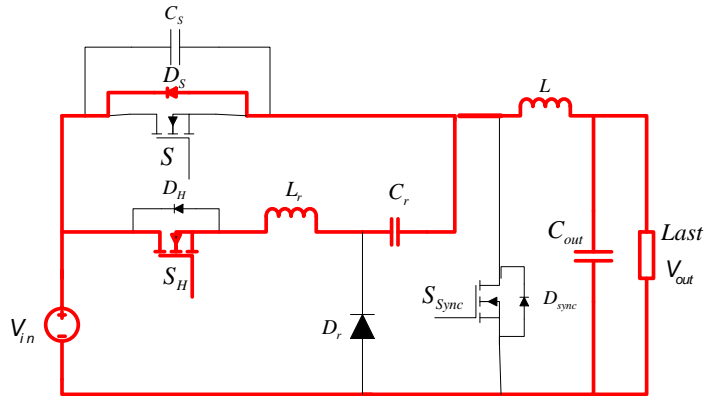 C_S
D_S
S
L
D_H
L_r
C_r
S_H
C_out
Last
V_out
V_in
D_r
S_Sync
D_sync